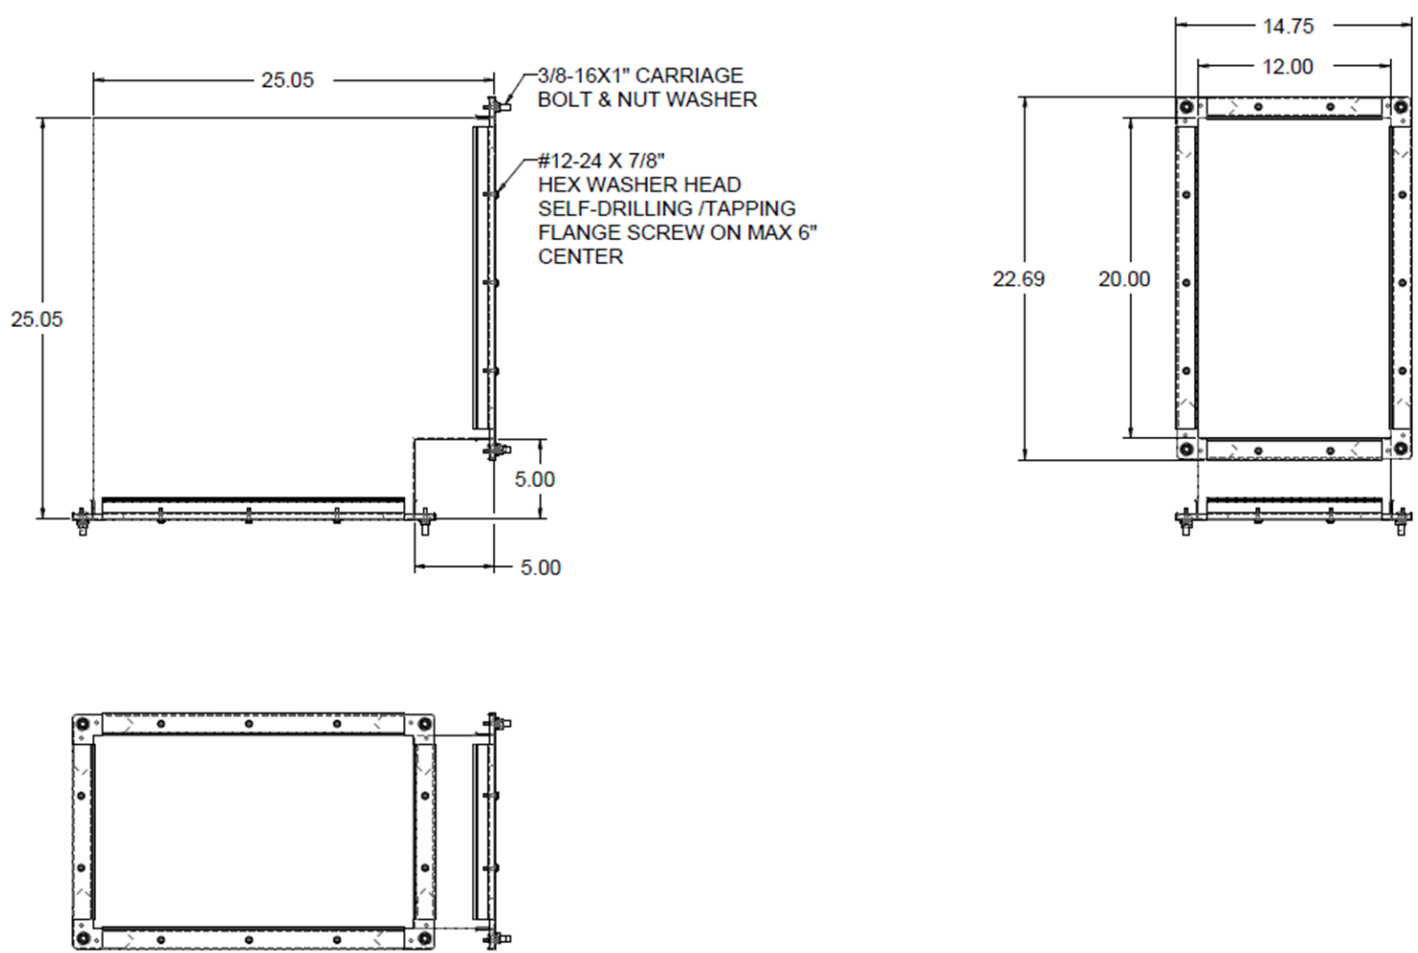 25.05
3/8-16X1" CARRIAGE
BOLT & NUT WASHER
#12-24 X 7/8"
HEX WASHER HEAD
SELF-DRILLING /TAPPING
FLANGE SCREW ON MAX 6"
CENTER
25.05
5.00
5.00
14.75
12.00
22.69
20.00